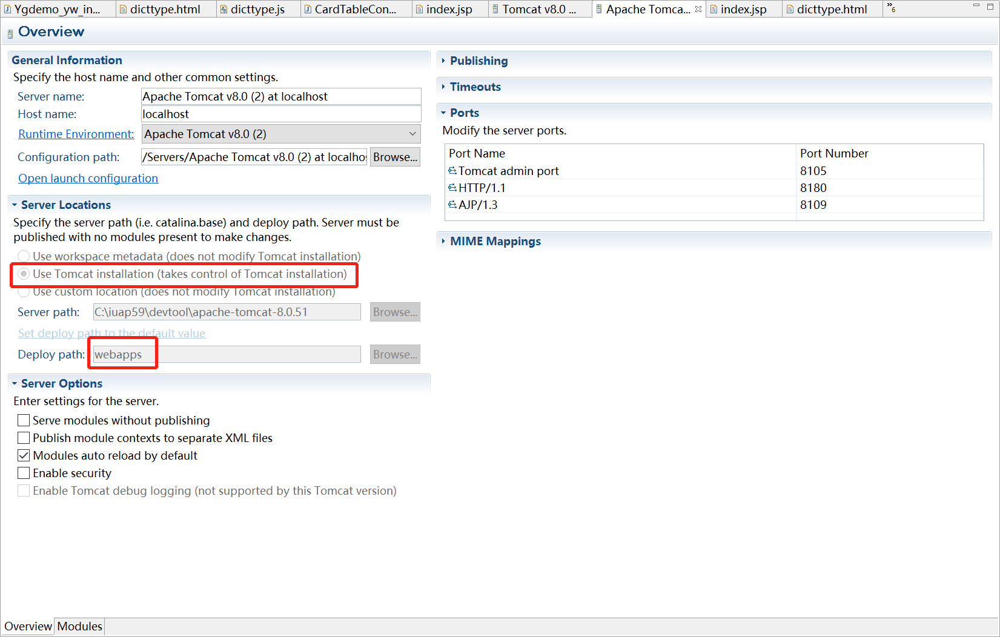 Ygdemo_yw_in...
dicttype.html
dicttype.js
CardTableCon...
index.jsp
Tomcat v8.0 ...
Apache Tomca...
index.jsp
dicttype.html
»6
Overview
General Information
Specify the host name and other common settings.
Server name: Apache Tomcat v8.0 (2) at localhost
Host name: localhost
Runtime Environment: Apache Tomcat v8.0 (2)
Configuration path: /Servers/Apache Tomcat v8.0 (2) at localho Browse...
Open launch configuration
Server Locations
Specify the server path (i.e. catalina.base) and deploy path. Server must be
published with no modules present to make changes.
Use workspace metadata (does not modify Tomcat installation)
Use Tomcat installation (takes control of Tomcat installation)
Use custom location (does not modify Tomcat installation)
Server path: C:\iuap59\devtool\apache-tomcat-8.0.51 Browse...
Set deploy path to the default value
Deploy path: webapps Browse...
Server Options
Enter settings for the server.
Serve modules without publishing
Publish module contexts to separate XML files
Modules auto reload by default
Enable security
Enable Tomcat debug logging (not supported by this Tomcat version)
Publishing
Timeouts
Ports
Modify the server ports.
Port Name Port Number
Tomcat admin port 8105
HTTP/1.1 8180
AJP/1.3 8109
MIME Mappings
Overview Modules